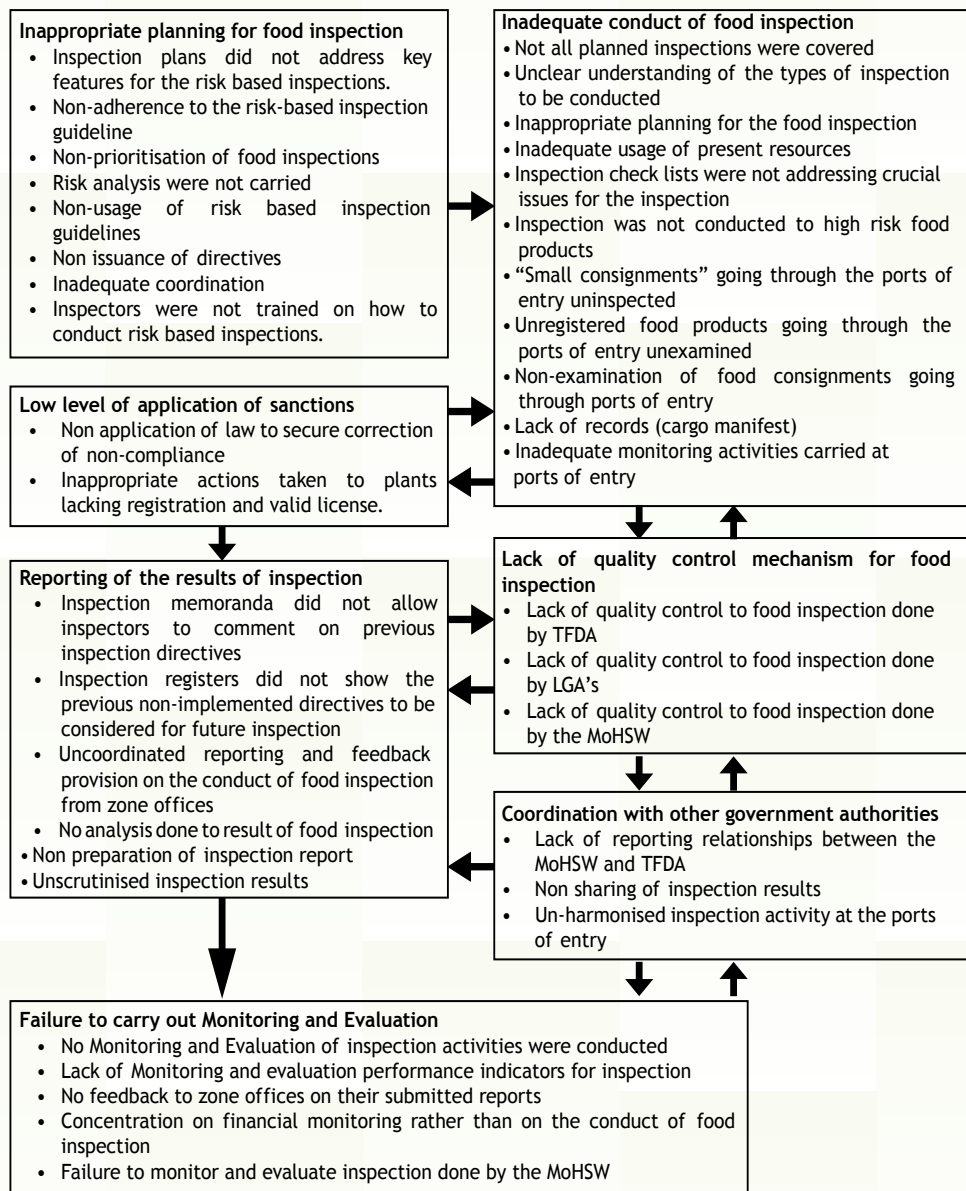 Inappropriate planning for food inspection
• Inspection plans did not address key
features for the risk based inspections.
• Non-adherence to the risk-based inspection
guideline
• Non-prioritisation of food inspections
• Risk analysis were not carried
• Non-usage of risk based inspection
guidelines
• Non issuance of directives
• Inadequate coordination
• Inspectors were not trained on how to
conduct risk based inspections.
Inadequate conduct of food inspection
• Not all planned inspections were covered
• Unclear understanding of the types of inspection
to be conducted
• Inappropriate planning for the food inspection
• Inadequate usage of present resources
• Inspection check lists were not addressing crucial
issues for the inspection
• Inspection was not conducted to high risk food
products
• “Small consignments” going through the ports of
entry uninspected
• Unregistered food products going through the
ports of entry unexamined
• Non-examination of food consignments going
through ports of entry
• Lack of records (cargo manifest)
• Inadequate monitoring activities carried at
ports of entry
Low level of application of sanctions
• Non application of law to secure correction
of non-compliance
• Inappropriate actions taken to plants
lacking registration and valid license.
Reporting of the results of inspection
• Inspection memoranda did not allow
inspectors to comment on previous
inspection directives
• Inspection registers did not show the
previous non-implemented directives to be
considered for future inspection
• Uncoordinated reporting and feedback
provision on the conduct of food inspection
from zone offices
• No analysis done to result of food inspection
• Non preparation of inspection report
• Unscrutinised inspection results
Lack of quality control mechanism for food
inspection
• Lack of quality control to food inspection done
by TFDA
• Lack of quality control to food inspection done
by LGA’s
• Lack of quality control to food inspection done
by the MoHSW
Coordination with other government authorities
• Lack of reporting relationships between the
MoHSW and TFDA
• Non sharing of inspection results
• Un-harmonised inspection activity at the ports
of entry
Failure to carry out Monitoring and Evaluation
• No Monitoring and Evaluation of inspection activities were conducted
• Lack of Monitoring and evaluation performance indicators for inspection
• No feedback to zone offices on their submitted reports
• Concentration on financial monitoring rather than on the conduct of food
inspection
• Failure to monitor and evaluate inspection done by the MoHSW